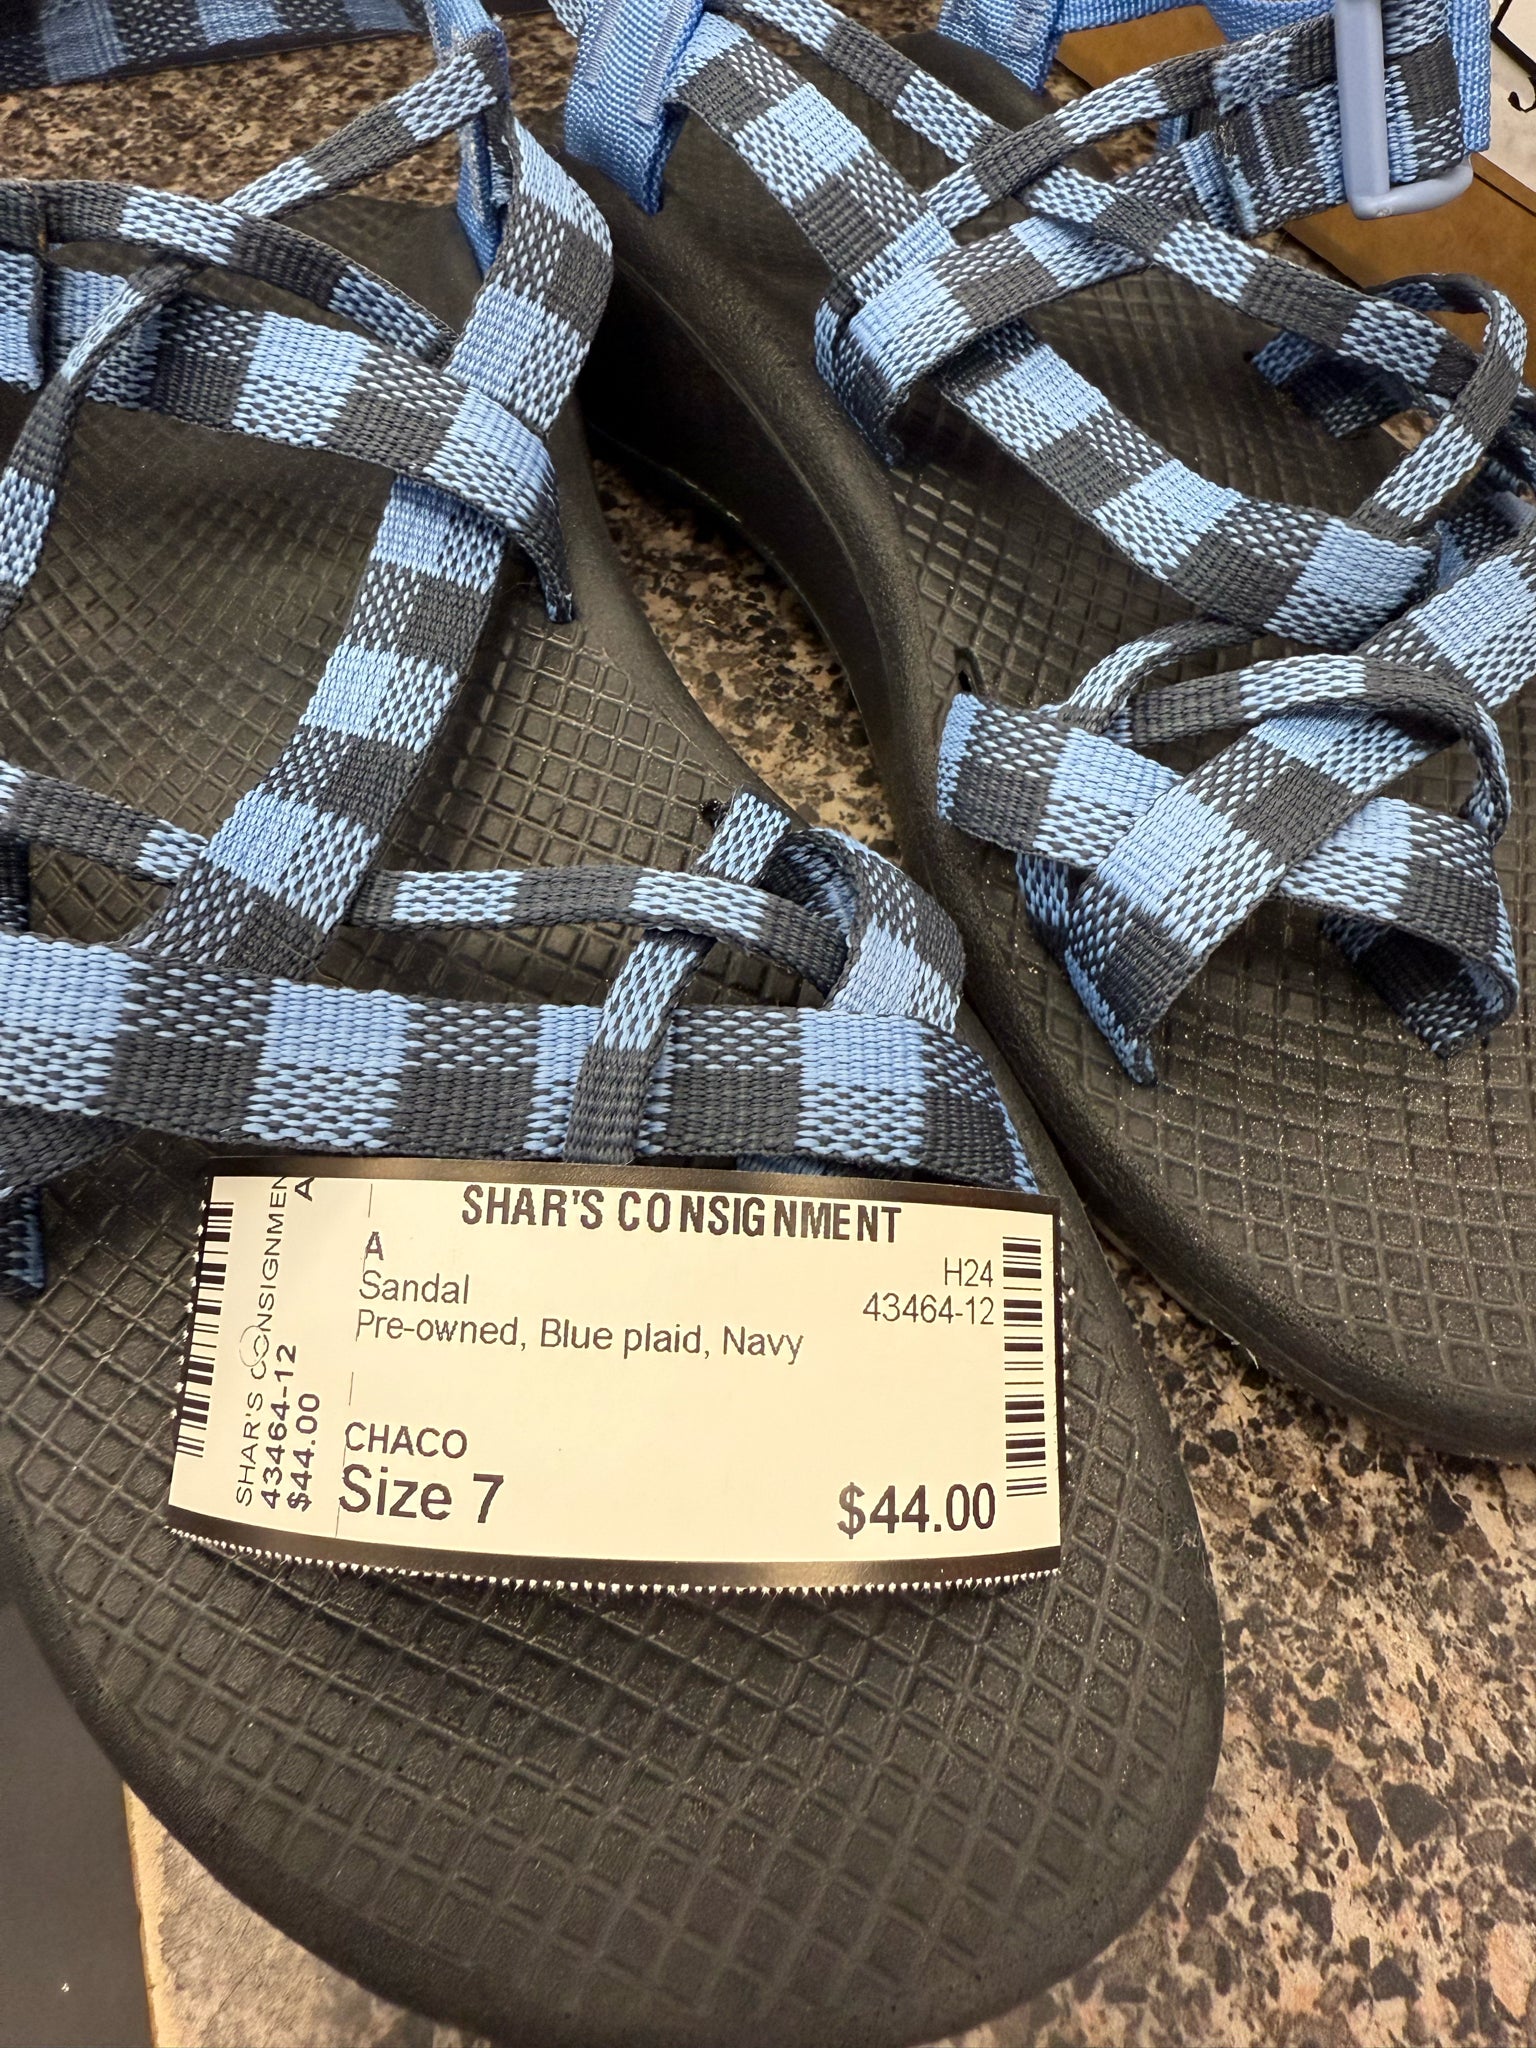 SHAR'S CONSIGNMENT
A
H24
Sandal
43464-12
Pre-owned, Blue plaid, Navy
CHACO
Size 7
$44.00
SHAR'S CONSIGNMEN
A
43464-12
$44.00